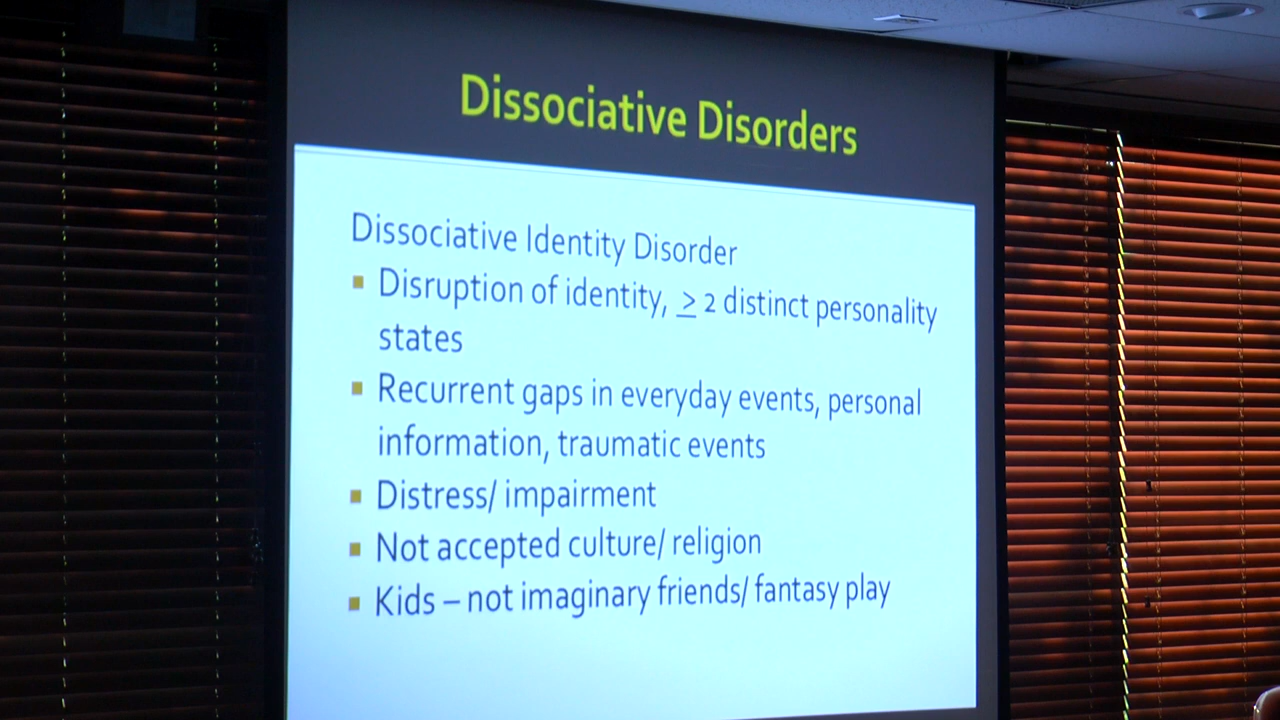 Dissociative Disorders
Dissociative Identity Disorder
▪ Disruption of identity, ≥ 2 distinct personality
states
▪ Recurrent gaps in everyday events, personal
information, traumatic events
▪ Distress/ impairment
▪ Not accepted culture/ religion
▪ Kids – not imaginary friends/ fantasy play